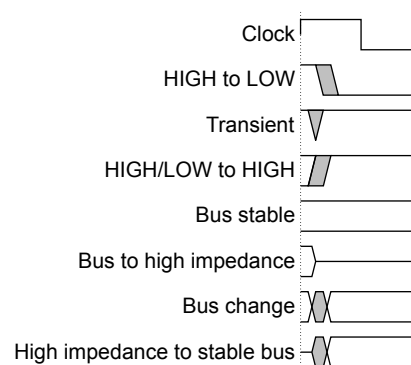 Clock
HIGH to LOW
Transient
HIGH/LOW to HIGH
Bus stable
Bus to high impedance
Bus change
High impedance to stable bus